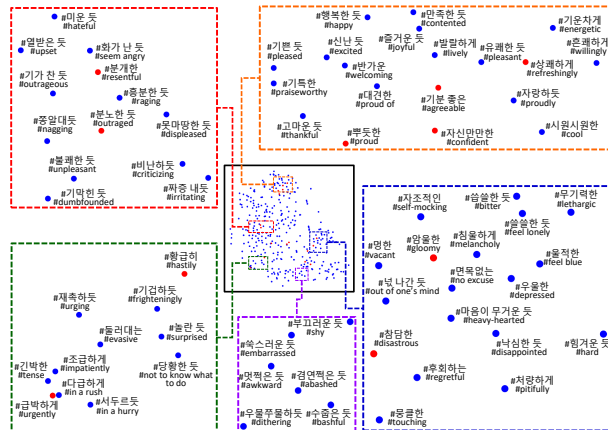 #미운 듯
#hateful
#열받은 듯
#upset
#화가 난 듯
#seem angry
#분개한
#resentful
#기가 찬 듯
#outrageous
#흥분한 듯
#raging
#쫑알대듯
#nagging
#분노한 듯
#outraged
#못마땅한 듯
#displeased
#불쾌한 듯
#unpleasant
#비난하듯
#criticizing
#기막힌 듯
#dumbfounded
#짜증 내듯
#irritating
#행복한 듯
#happy
#만족한 듯
#contented
#기운차게
#energetic
#기쁜 듯
#pleased
#신난 듯
#excited
#즐거운 듯
#joyful
#발랄하게
#lively
#유쾌한 듯
#pleasant
#흔쾌하게
#willingly
#반가운
#welcoming
#상쾌하게
#refreshingly
#기특한
#praiseworthy
#대견한
#proud of
#기분 좋은
#agreeable
#자랑하듯
#proudly
#고마운 듯
#thankful
#뿌듯한
#proud
#자신만만한
#confident
#시원시원한
#cool
#황급히
#hastily
#재촉하듯
#urging
#기겁하듯
#frighteningly
#둘러대는
#evasive
#놀란 듯
#surprised
#긴박한
#tense
#조급하게
#impatiently
#당황한 듯
#not to know what
to do
#다급하게
#in a rush
#급박하게
#urgently
#서두르듯
#in a hurry
#부끄러운 듯
#shy
#쑥스러운 듯
#embarrassed
#멋쩍은 듯
#awkward
#겸연쩍은 듯
#abashed
#우물쭈물하듯
#dithering
#수줍은 듯
#bashful
#자조적인
#self-mocking
#씁쓸한 듯
#bitter
#무기력한
#lethargic
#쓸쓸한 듯
#feel lonely
#멍한
#vacant
#암울한
#gloomy
#침울하게
#melancholy
#울적한
#feel blue
#넋 나간 듯
#out of one's mind
#면목없는
#no excuse
#우울한
#depressed
#마음이 무거운 듯
#heavy-hearted
#참담한
#disastrous
#낙심한 듯
#disappointed
#힘겨운 듯
#hard
#후회하는
#regretful
#처량하게
#pitifully
#뭉클한
#touching